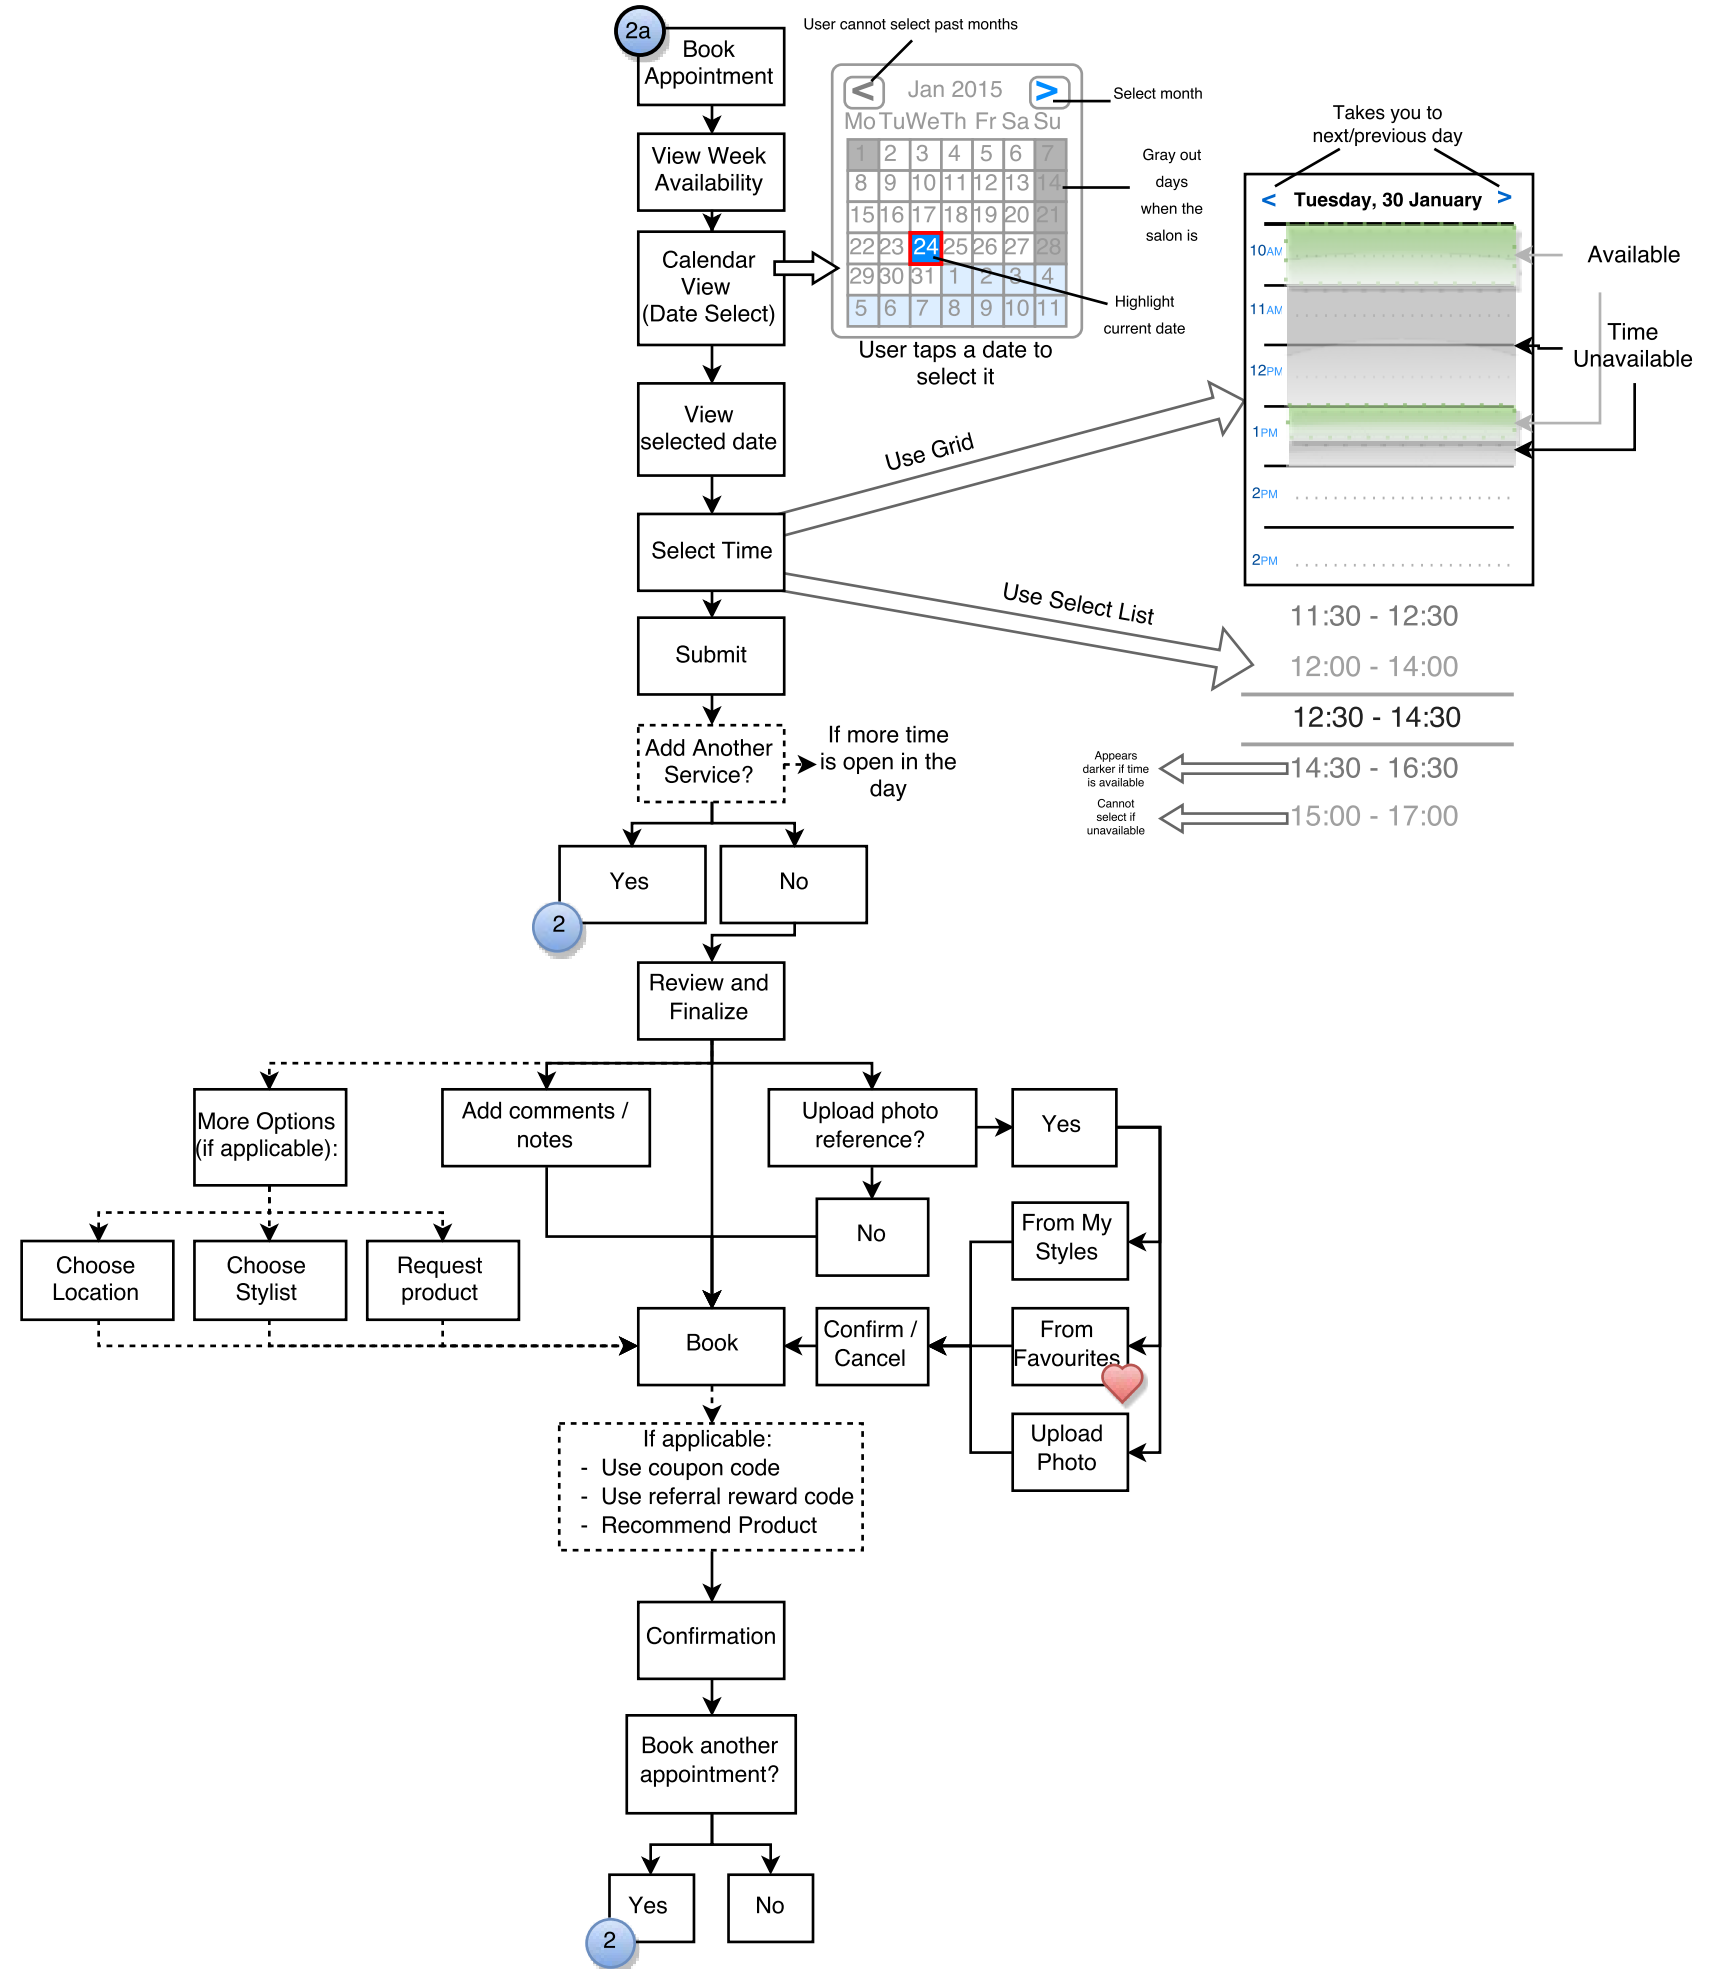 2a
Book
Appointment
View Week
Availability
Calendar
View
(Date Select)
User cannot select past months
<
Jan 2015
>
Select month
Mo Tu We Th Fr Sa Su
1 2 3 4 5 6 7
8 9 10 11 12 13 14
15 16 17 18 19 20 21
22 23 24 25 26 27 28
29 30 31 1 2 3 4
5 6 7 8 9 10 11
Gray out
days
when the
salon is
Highlight
current date
User taps a date to
select it
Takes you to
next/previous day
< Tuesday, 30 January >
10AM
11AM
12PM
1PM
2PM
2PM
Available
Time
Unavailable
View
selected date
Select Time
Use Grid
Use Select List
11:30 - 12:30
12:00 - 14:00
12:30 - 14:30
14:30 - 16:30
15:00 - 17:00
Appears
darker if time
is available
Cannot
select if
unavailable
Submit
Add Another
Service?
If more time
is open in the
day
Yes
2
No
Review and
Finalize
More Options
(if applicable):
Add comments /
notes
Upload photo
reference?
Yes
No
From My
Styles
Choose
Location
Choose
Stylist
Request
product
Book
Confirm /
Cancel
From
Favourites
Upload
Photo
If applicable:
- Use coupon code
- Use referral reward code
- Recommend Product
Confirmation
Book another
appointment?
Yes
2
No